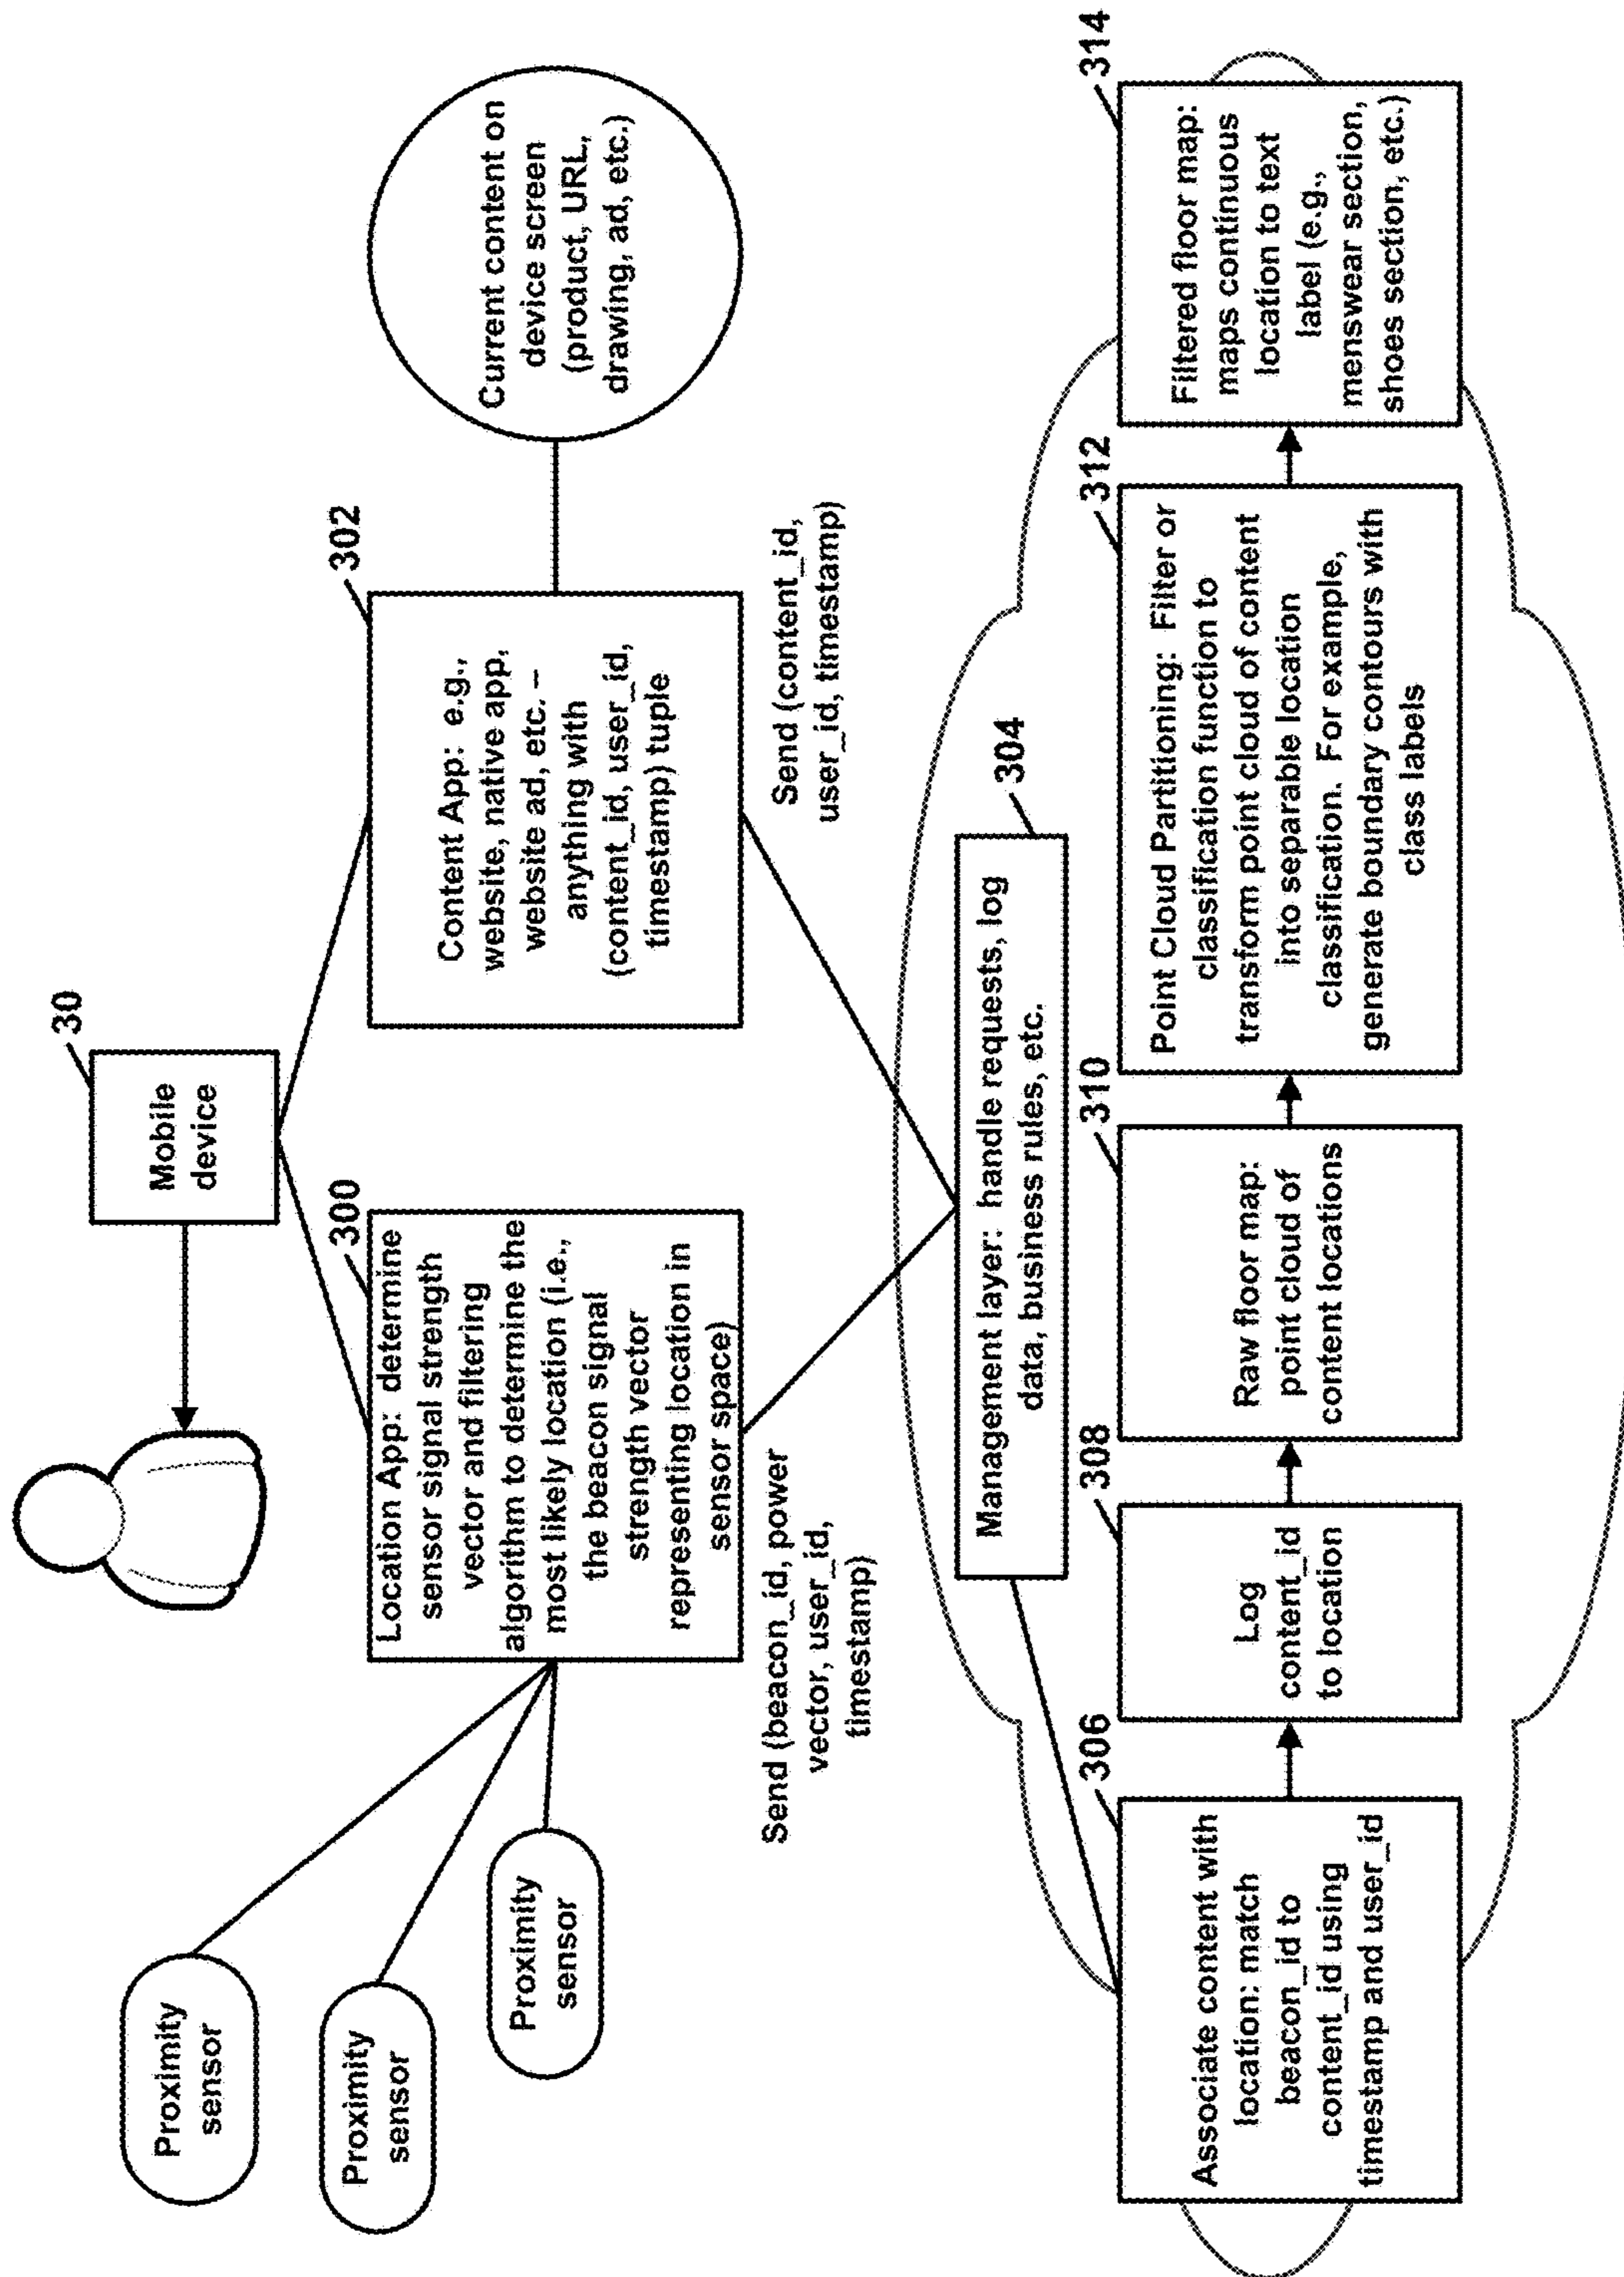 30
Mobile
device
Proximity
sensor
Proximity
sensor
Proximity
sensor
300
Location App: determine
sensor signal strength
vector and filtering
algorithm to determine the
most likely location (i.e.,
the beacon signal
strength vector
representing location in
sensor space)
302
Content App: e.g.,
website, native app,
website ad, etc. –
anything with
(content_id, user_id,
timestamp) tuple
Current content on
device screen
(product, URL,
drawing, ad, etc.)
Send (beacon_id, power
vector, user_id,
timestamp)
Send (content_id,
user_id, timestamp)
304
Management layer: handle requests, log
data, business rules, etc.
306
Associate content with
location: match
beacon_id to
content_id using
timestamp and user_id
308
Log
content_id
to location
310
Raw floor map:
point cloud of
content locations
312
Point Cloud Partitioning: Filter or
classification function to
transform point cloud of content
into separable location
classification. For example,
generate boundary contours with
class labels
314
Filtered floor map:
maps continuous
location to text
label (e.g.,
menswear section,
shoes section, etc.)